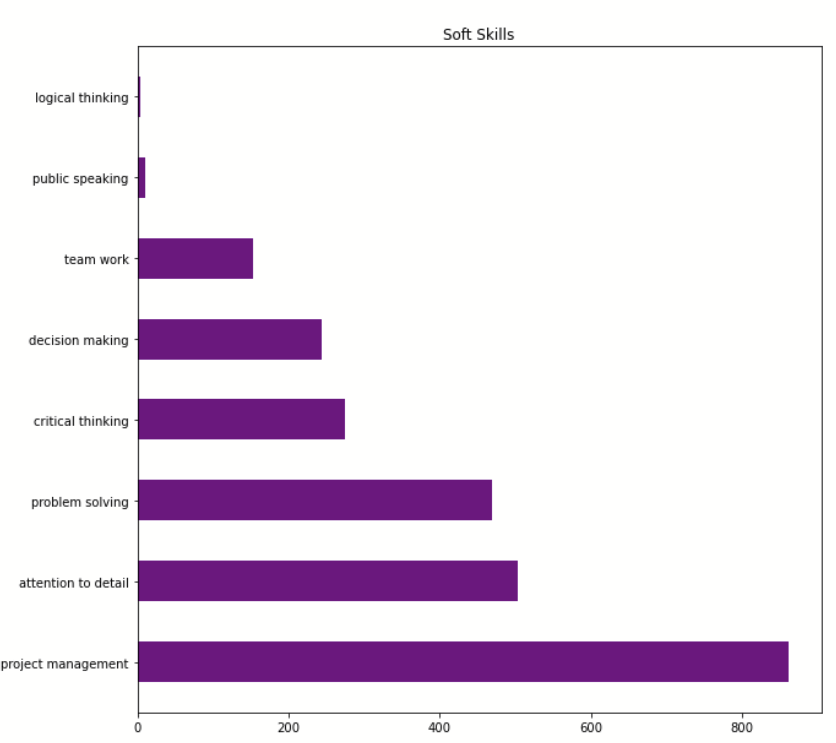 Soft Skills
logical thinking
public speaking
team work
decision making
critical thinking
problem solving
attention to detail
project management
0 200 400 600 800